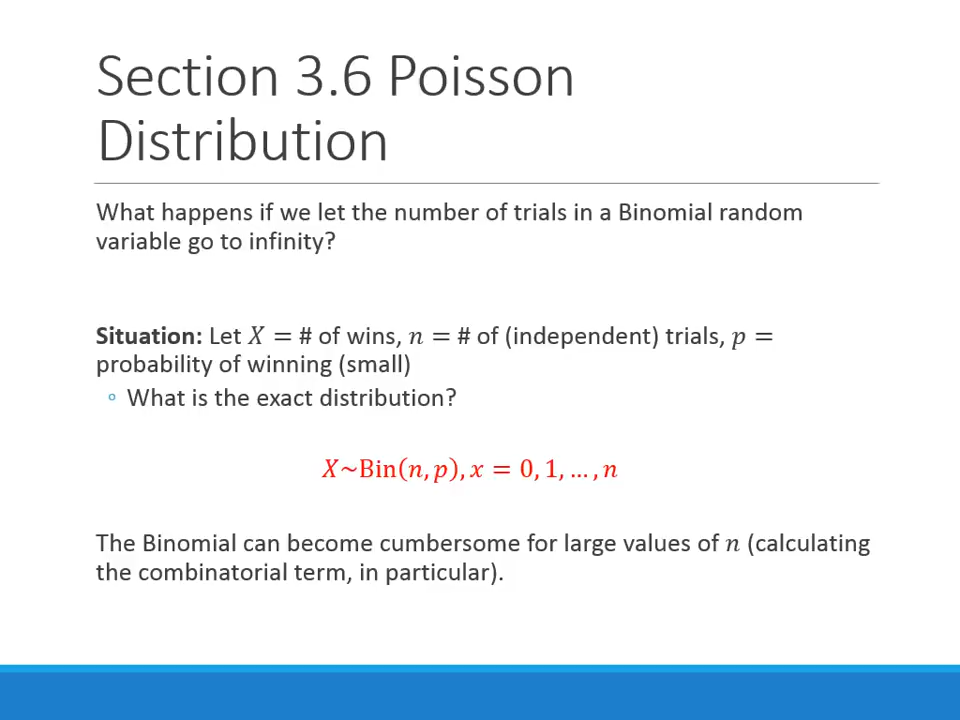 Section 3.6 Poisson
Distribution
What happens if we let the number of trials in a Binomial random
variable go to infinity?
Situation: Let 𝑋 = # of wins, 𝑛 = # of (independent) trials, 𝑝 =
probability of winning (small)
◦ What is the exact distribution?
𝑋~Bin(𝑛, 𝑝), 𝑥 = 0, 1, … , 𝑛
The Binomial can become cumbersome for large values of 𝑛 (calculating
the combinatorial term, in particular).